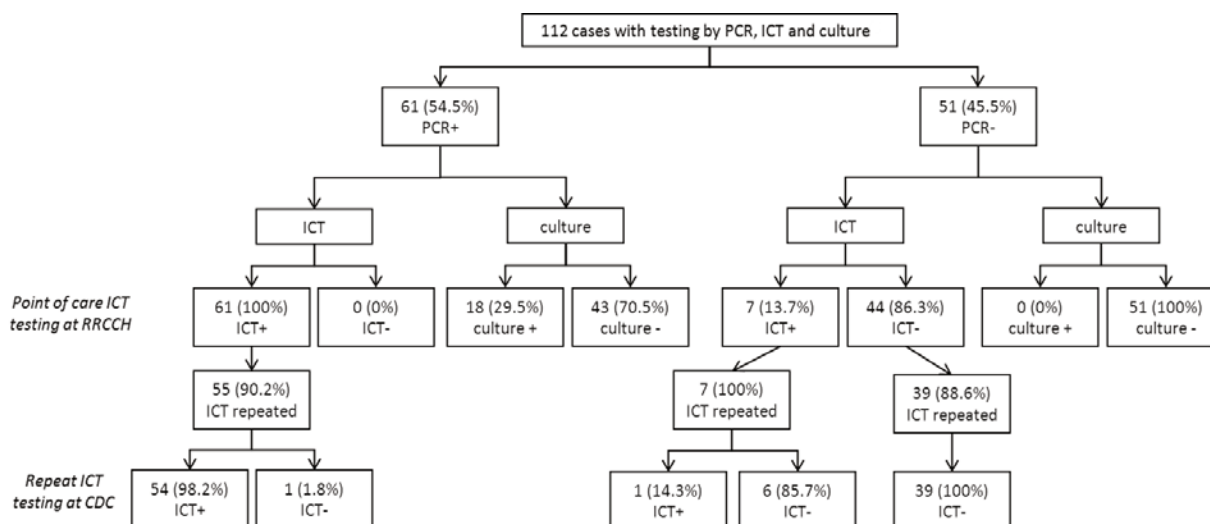 112 cases with testing by PCR, ICT and culture
61 (54.5%)
PCR+
51 (45.5%)
PCR-
ICT
culture
ICT
culture
Point of care ICT
testing at RRCCH
61 (100%)
ICT+
0 (0%)
ICT-
18 (29.5%)
culture +
43 (70.5%)
culture -
7 (13.7%)
ICT+
44 (86.3%)
ICT-
0 (0%)
culture +
51 (100%)
culture -
55 (90.2%)
ICT repeated
7 (100%)
ICT repeated
39 (88.6%)
ICT repeated
Repeat ICT
testing at CDC
54 (98.2%)
ICT+
1 (1.8%)
ICT-
1 (14.3%)
ICT+
6 (85.7%)
ICT-
39 (100%)
ICT-